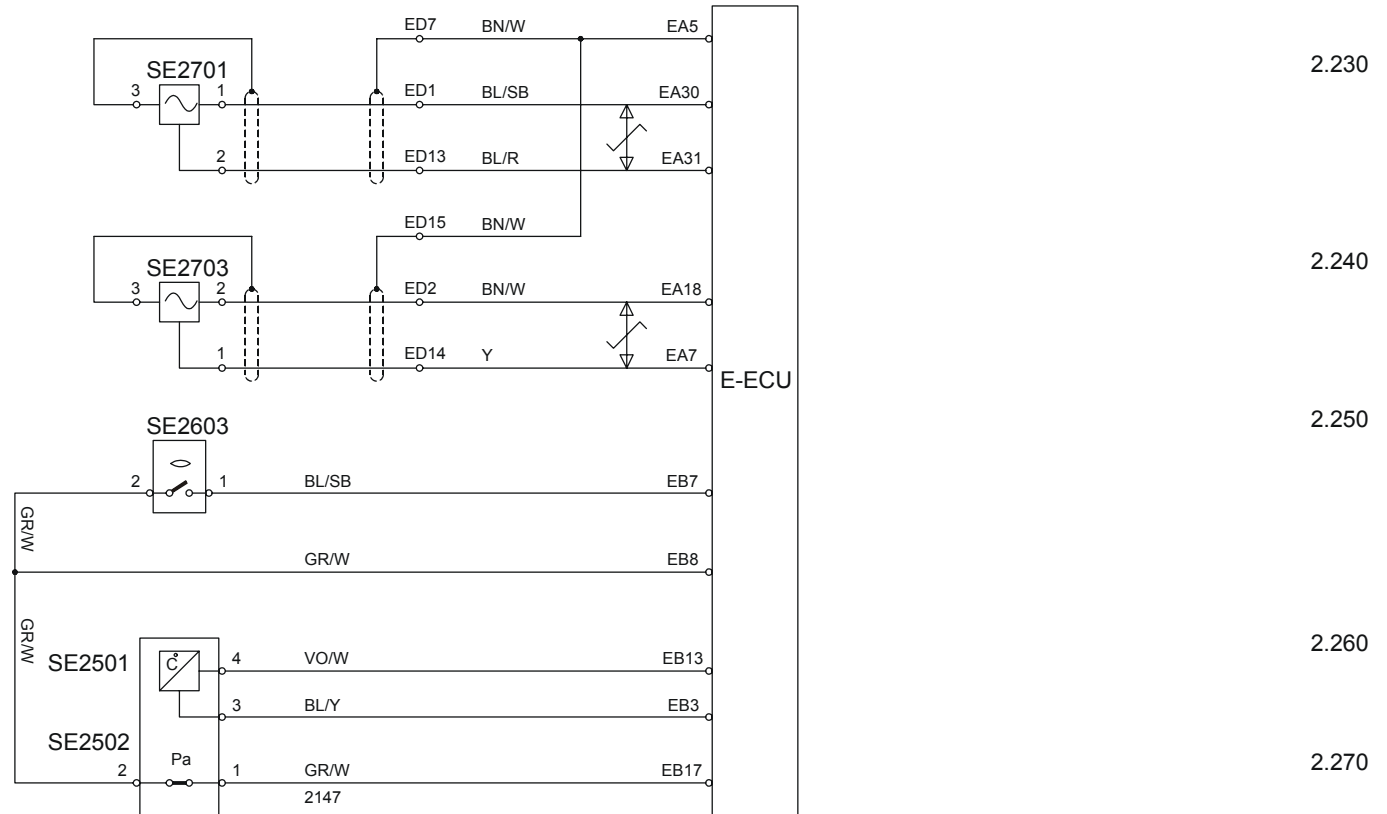 ED7 BN/W EA5
2.230
SE2701
3 1 ED1 BL/SB EA30
2 ED13 BL/R EA31
ED15 BN/W
2.240
SE2703
3 2 ED2 BN/W EA18
1 ED14 Y EA7
E-ECU
2.250
SE2603
2 1 BL/SB EB7
GR/W
GR/W EB8
GR/W
2.260
SE2501 C° 4 VO/W EB13
3 BL/Y EB3
SE2502
2.270
Pa
2 1 GR/W EB17
2147